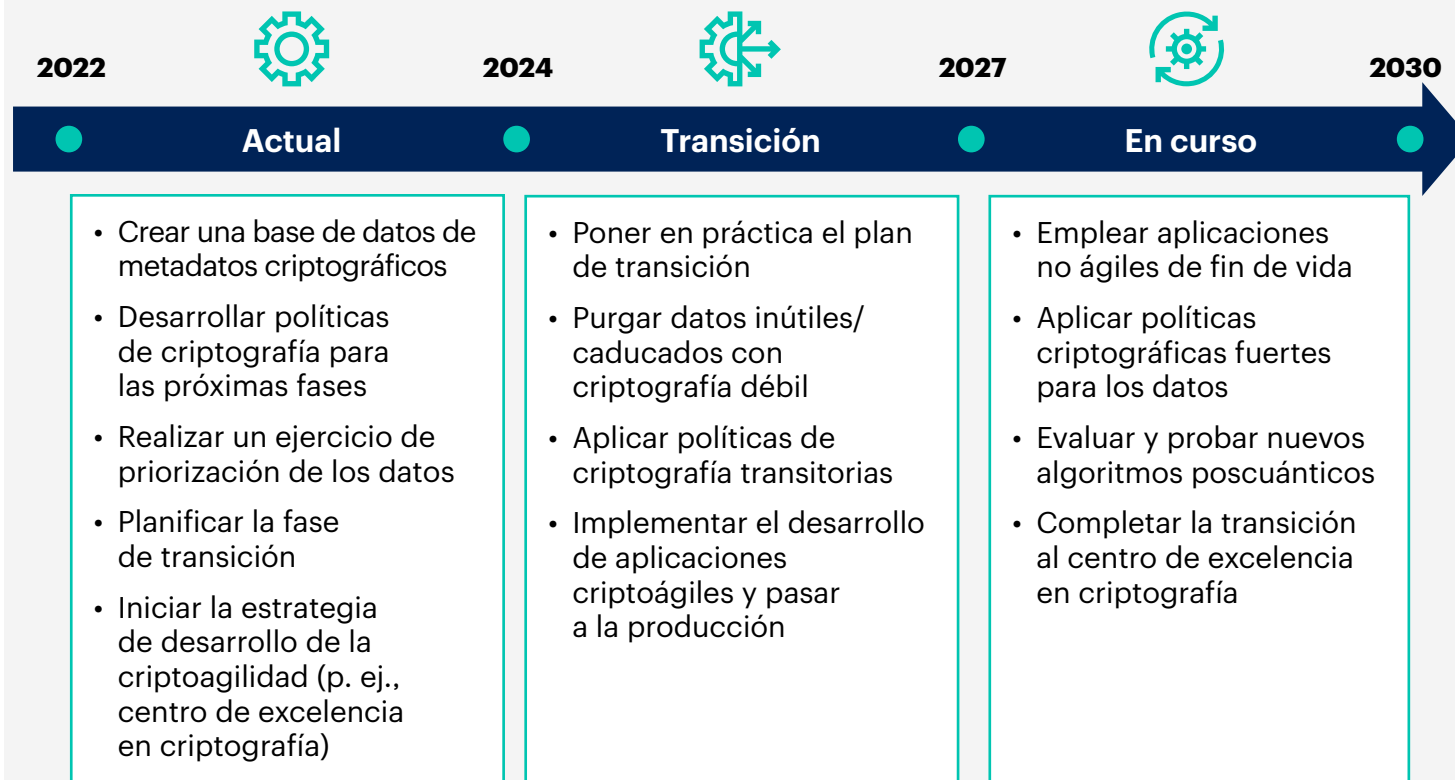 2022
2024
2027
2030
Actual
Transición
En curso
• Crear una base de datos de
metadatos criptográficos
• Desarrollar políticas
de criptografía para
las próximas fases
• Realizar un ejercicio de
priorización de los datos
• Planificar la fase
de transición
• Iniciar la estrategia
de desarrollo de la
criptoagilidad (p. ej.,
centro de excelencia
en criptografía)
• Poner en práctica el plan
de transición
• Purgar datos inútiles/
caducados con
criptografía débil
• Aplicar políticas de
criptografía transitorias
• Implementar el desarrollo
de aplicaciones
criptoágiles y pasar
a la producción
• Emplear aplicaciones
no ágiles de fin de vida
• Aplicar políticas
criptográficas fuertes
para los datos
• Evaluar y probar nuevos
algoritmos poscuánticos
• Completar la transición
al centro de excelencia
en criptografía